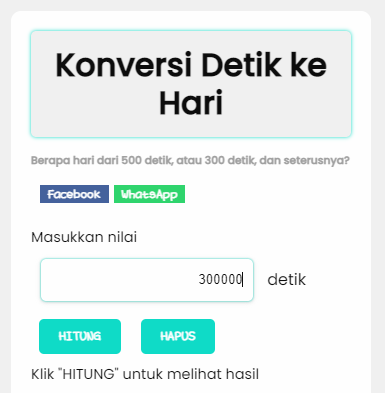 Konversi Detik ke
Hari
Berapa hari dari 500 detik, atau 300 detik, dan seterusnya?
Facebook WhatsApp
Masukkan nilai
300000 detik
HITUNG HAPUS
Klik "HITUNG" untuk melihat hasil